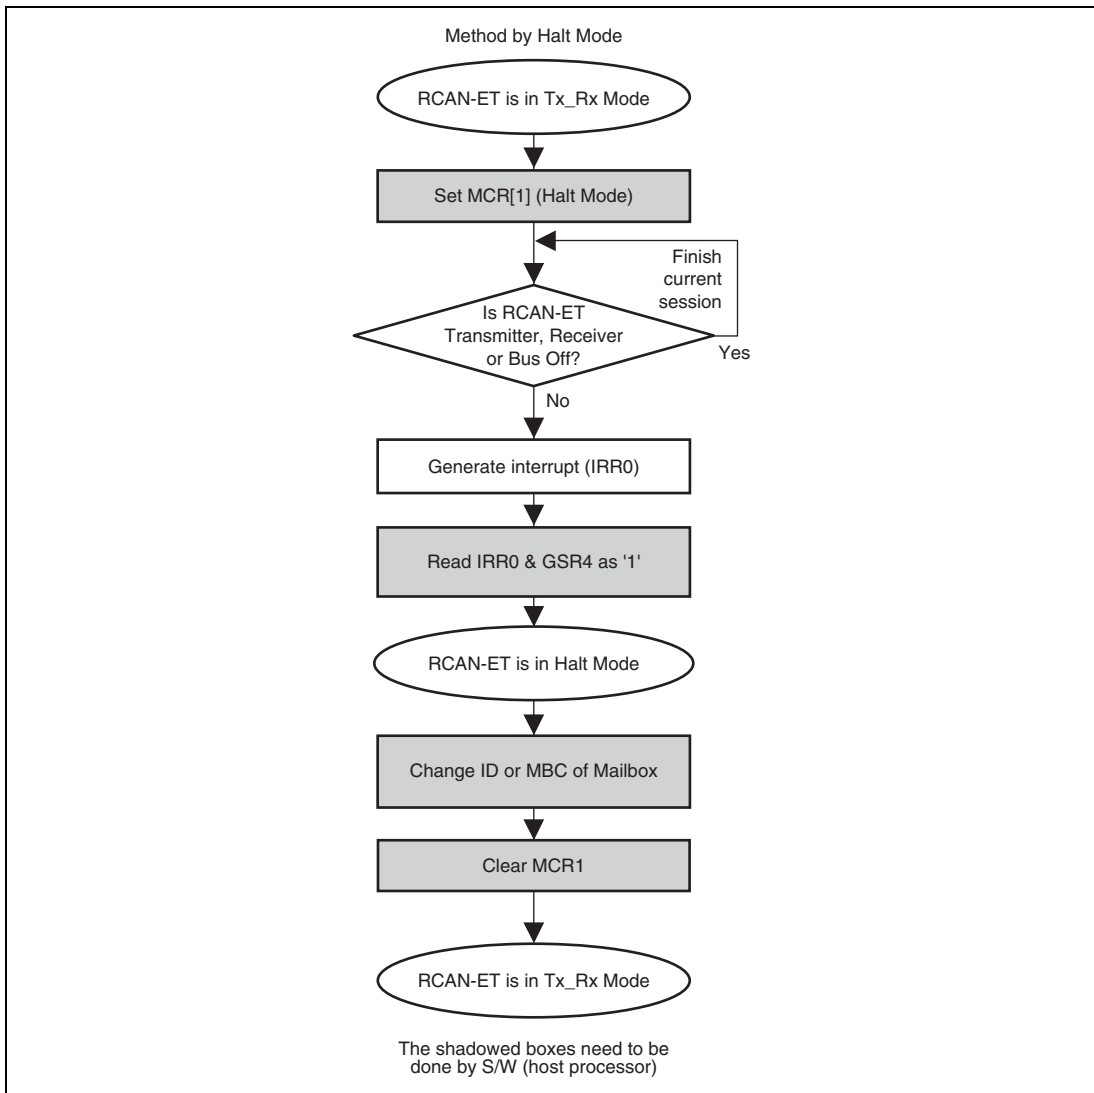 Method by Halt Mode
RCAN-ET is in Tx_Rx Mode
Set MCR[1] (Halt Mode)
Finish
current
session
Is RCAN-ET
Transmitter, Receiver
or Bus Off?
Yes
No
Generate interrupt (IRR0)
Read IRR0 & GSR4 as '1'
RCAN-ET is in Halt Mode
Change ID or MBC of Mailbox
Clear MCR1
RCAN-ET is in Tx_Rx Mode
The shadowed boxes need to be
done by S/W (host processor)